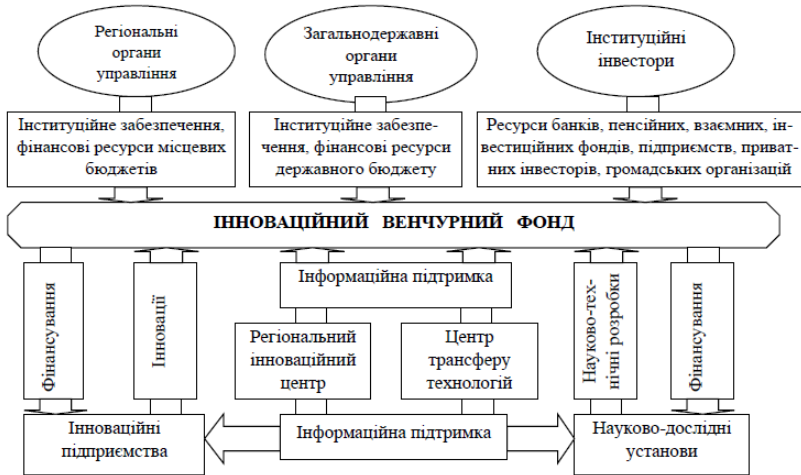 Регіональні
органи
управління
Загальнодержавні
органи
управління
Інституційні
інвестори
Інституційне забезпечення,
фінансові ресурси місцевих
бюджетів
Інституційне забезпе-
чення, фінансові ресурси
державного бюджету
Ресурси банків, пенсійних, взаємних, ін-
вестиційних фондів, підприємств, приват-
них інвесторів, громадських організацій
ІННОВАЦІЙНИЙ ВЕНЧУРНИЙ ФОНД
Фінансування
Інновації
Інформаційна підтримка
Регіональний
інноваційний
центр
Центр
трансферу
технологій
Науково-тех-
нічні розробки
Фінансування
Інноваційні
підприємства
Інформаційна підтримка
Науково-дослідні
установи